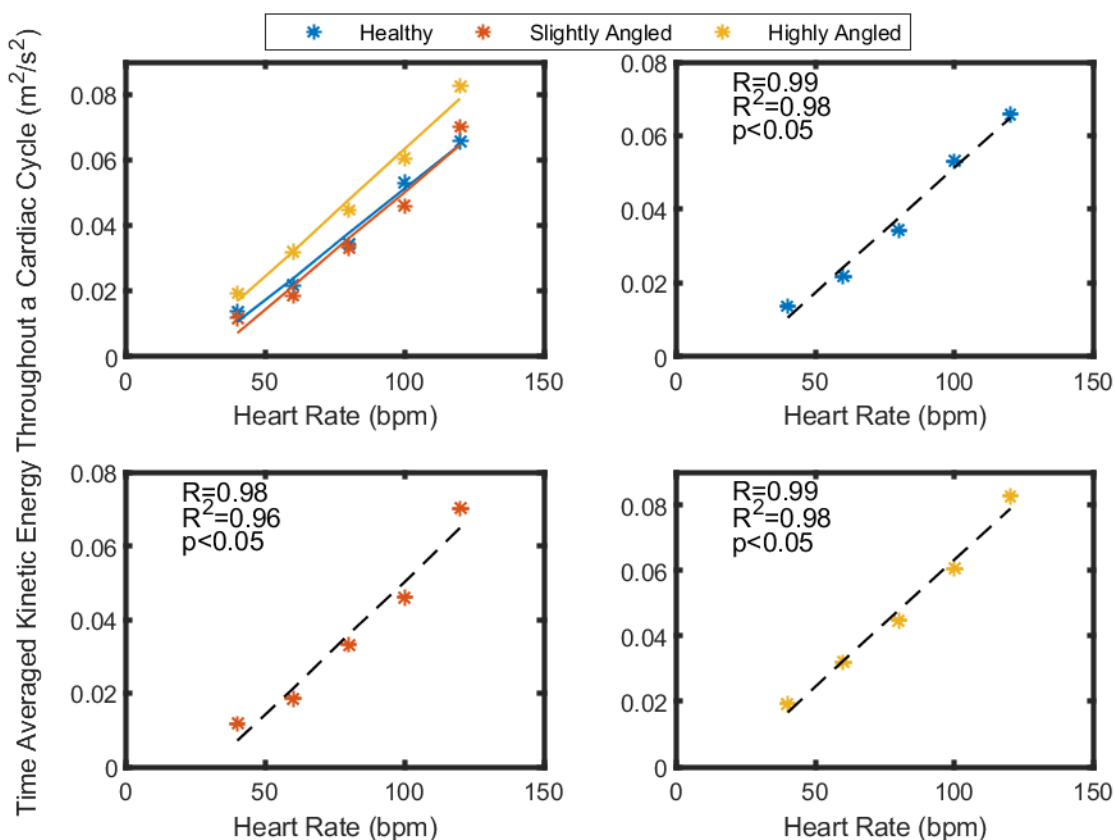 Healthy Slightly Angled Highly Angled
Time Averaged Kinetic Energy Throughout a Cardiac Cycle (m²/s²)
0.08
0.06
0.04
0.02
0
0 50 100 150
Heart Rate (bpm)
R=0.99
R²=0.98
p<0.05
0.08
0.06
0.04
0.02
0
0 50 100 150
Heart Rate (bpm)
R=0.98
R²=0.96
p<0.05
0.08
0.06
0.04
0.02
0
0 50 100 150
Heart Rate (bpm)
R=0.99
R²=0.98
p<0.05
0.08
0.06
0.04
0.02
0
0 50 100 150
Heart Rate (bpm)